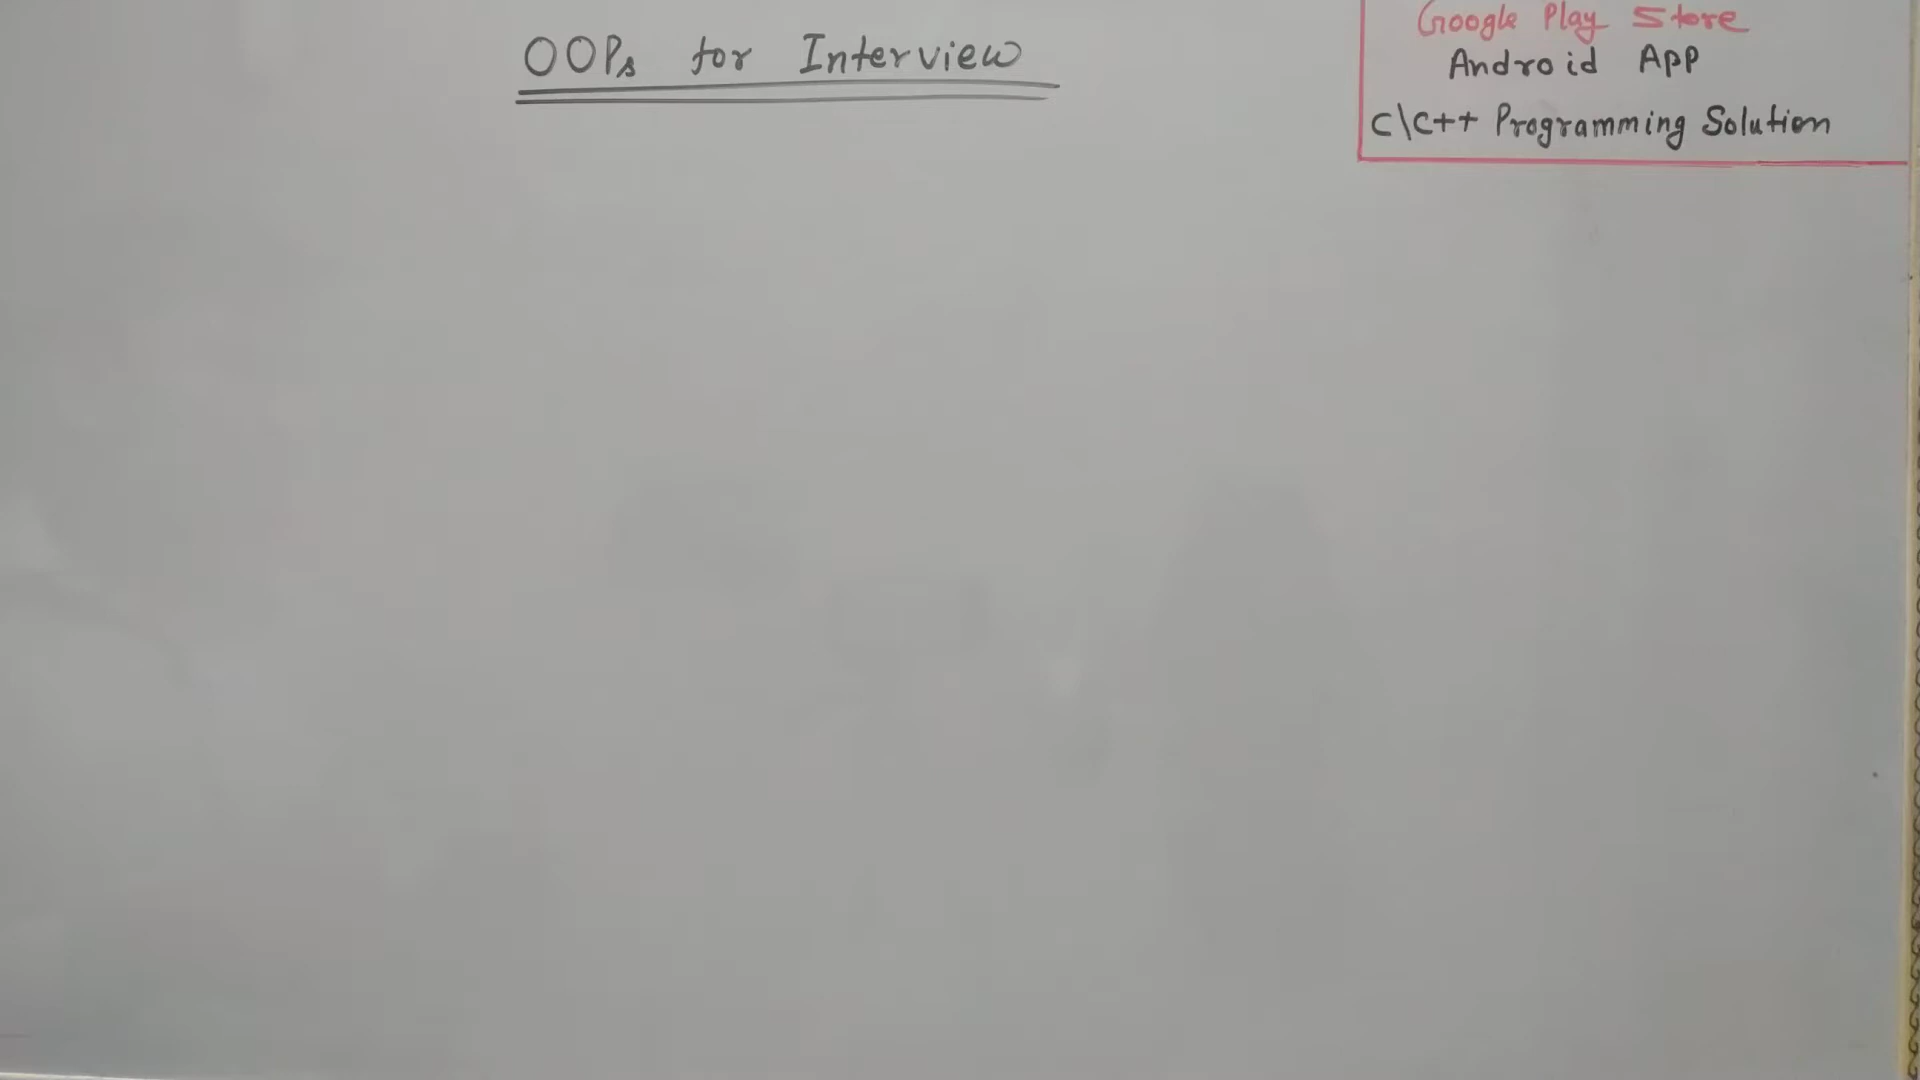 OOPs for Interview
Google Play Store
Android App
C\C++ Programming Solution